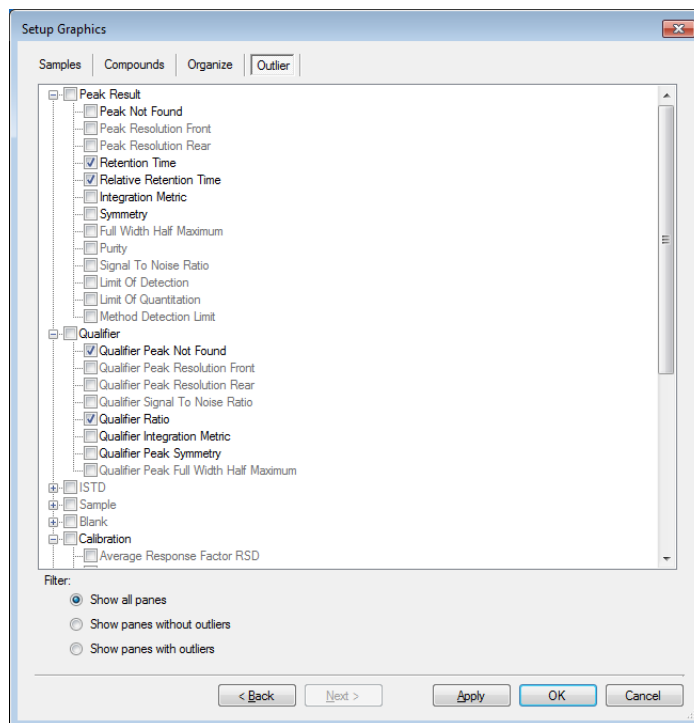 Setup Graphics
Samples Compounds Organize Outlier
Peak Result
Peak Not Found
Peak Resolution Front
Peak Resolution Rear
Retention Time
Relative Retention Time
Integration Metric
Symmetry
Full Width Half Maximum
Purity
Signal To Noise Ratio
Limit Of Detection
Limit Of Quantitation
Method Detection Limit
Qualifier
Qualifier Peak Not Found
Qualifier Peak Resolution Front
Qualifier Peak Resolution Rear
Qualifier Signal To Noise Ratio
Qualifier Ratio
Qualifier Integration Metric
Qualifier Peak Symmetry
Qualifier Peak Full Width Half Maximum
ISTD
Sample
Blank
Calibration
Average Response Factor RSD
Filter:
Show all panes
Show panes without outliers
Show panes with outliers
< Back Next > Apply OK Cancel